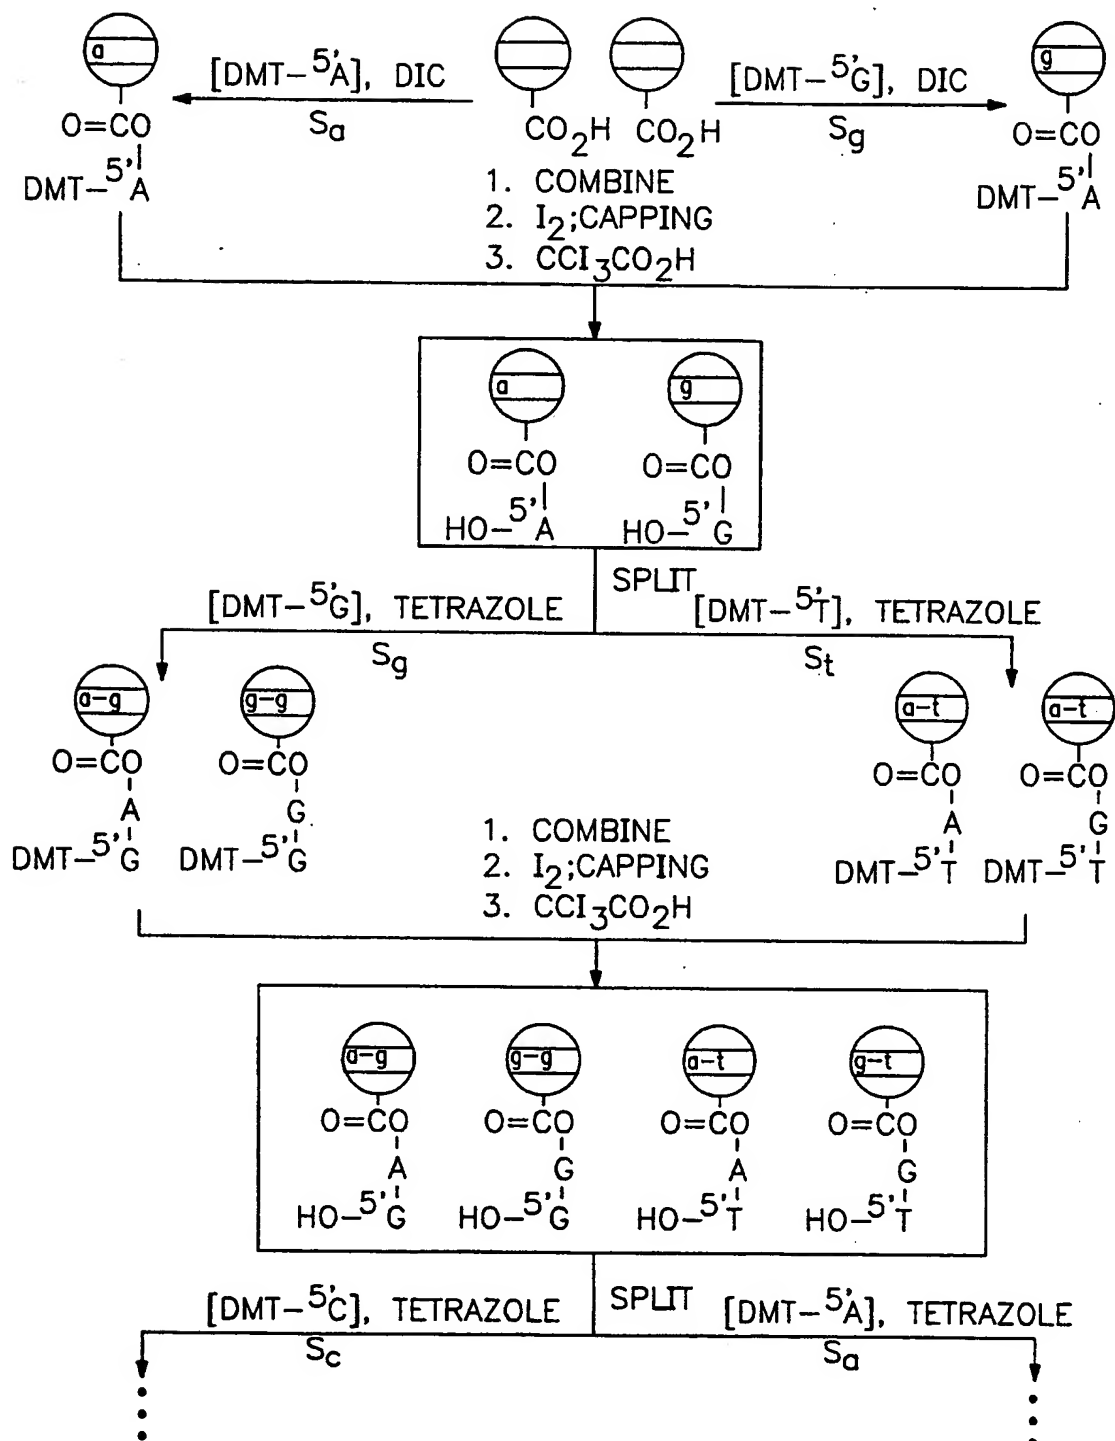 a
g
[DMT-5'A], DIC
[DMT-5'G], DIC
Sa
Sg
CO2H CO2H
O=CO
O=CO
DMT-5'A
DMT-5'A
1. COMBINE
2. I2;CAPPING
3. CCl3CO2H
a
g
O=CO
O=CO
HO-5'A
HO-5'G
SPLIT
[DMT-5'G], TETRAZOLE
[DMT-5'T], TETRAZOLE
Sg
St
a-g
g-g
a-t
a-t
O=CO
O=CO
O=CO
O=CO
A
G
A
G
DMT-5'G
DMT-5'G
DMT-5'T
DMT-5'T
1. COMBINE
2. I2;CAPPING
3. CCl3CO2H
a-g
g-g
a-t
g-t
O=CO
O=CO
O=CO
O=CO
A
G
A
G
HO-5'G
HO-5'G
HO-5'T
HO-5'T
SPLIT
[DMT-5'C], TETRAZOLE
[DMT-5'A], TETRAZOLE
Sc
Sa